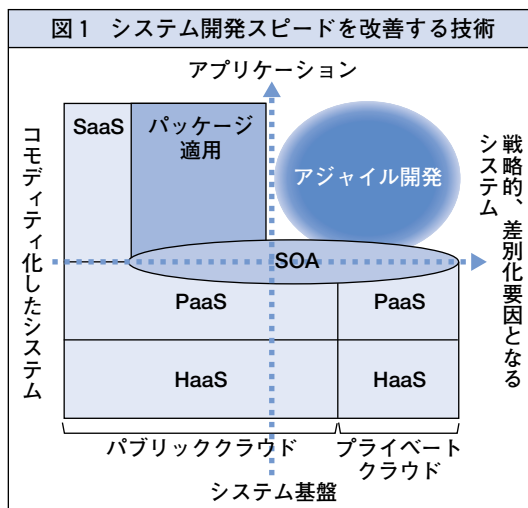 図1 システム開発スピードを改善する技術
アプリケーション
コモディティ化したシステム
SaaS
パッケージ
適用
アジャイル開発
戦略的、差別化要因となる
システム
SOA
PaaS
PaaS
HaaS
HaaS
パブリッククラウド
プライベート
クラウド
システム基盤